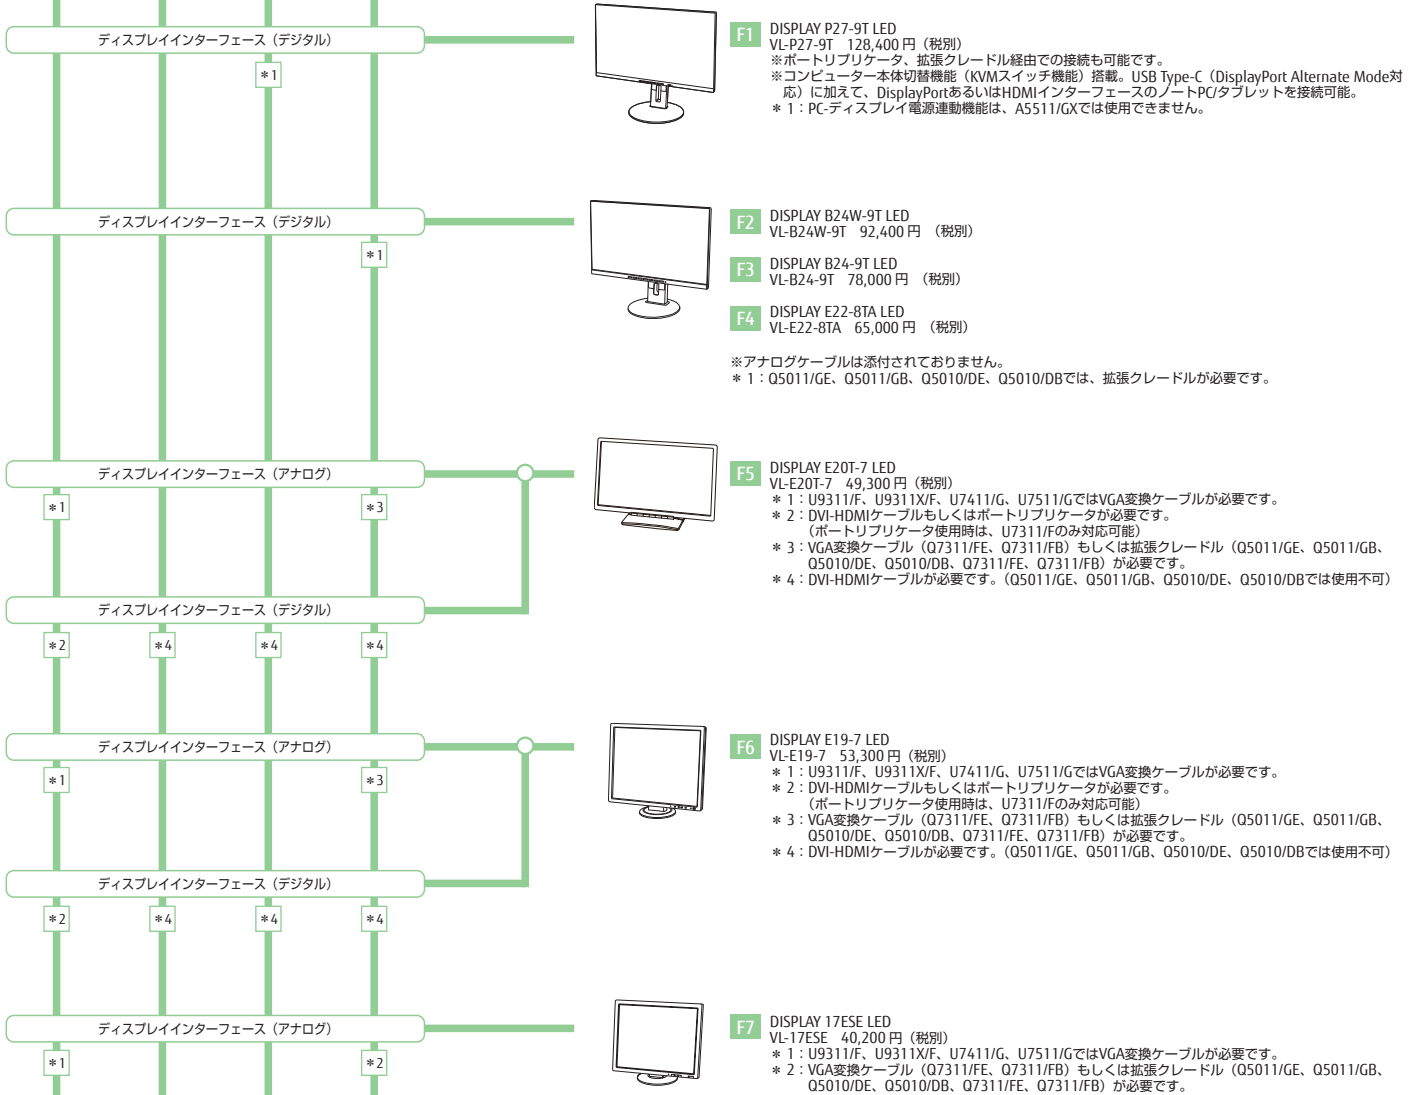 ディスプレイインターフェース（デジタル）
＊1
F1
DISPLAY P27-9T LED
VL-P27-9T 128,400 円（税別）
※ポートリプリケータ、拡張クレードル経由での接続も可能です。
※コンピューター本体切替機能（KVMスイッチ機能）搭載。USB Type-C（DisplayPort Alternate Mode対
応）に加えて、DisplayPortあるいはHDMIインターフェースのノートPC/タブレットを接続可能。
＊ 1：PC-ディスプレイ電源連動機能は、A5511/GXでは使用できません。
ディスプレイインターフェース（デジタル）
＊1
F2
DISPLAY B24W-9T LED
VL-B24W-9T 92,400 円 （税別）
F3
DISPLAY B24-9T LED
VL-B24-9T 78,000 円 （税別）
F4
DISPLAY E22-8TA LED
VL-E22-8TA 65,000 円 （税別）
※アナログケーブルは添付されておりません。
＊ 1：Q5011/GE、Q5011/GB、Q5010/DE、Q5010/DBでは、拡張クレードルが必要です。
ディスプレイインターフェース（アナログ）
＊1
＊3
F5
DISPLAY E20T-7 LED
VL-E20T-7 49,300 円（税別）
＊ 1：U9311/F、U9311X/F、U7411/G、U7511/GではVGA変換ケーブルが必要です。
＊ 2：DVI-HDMIケーブルもしくはポートリプリケータが必要です。
（ポートリプリケータ使用時は、U7311/Fのみ対応可能）
＊ 3：VGA変換ケーブル（Q7311/FE、Q7311/FB）もしくは拡張クレードル（Q5011/GE、Q5011/GB、
Q5010/DE、Q5010/DB、Q7311/FE、Q7311/FB）が必要です。
＊ 4：DVI-HDMIケーブルが必要です。（Q5011/GE、Q5011/GB、Q5010/DE、Q5010/DBでは使用不可）
ディスプレイインターフェース（デジタル）
＊2
＊4
＊4
＊4
ディスプレイインターフェース（アナログ）
＊1
＊3
F6
DISPLAY E19-7 LED
VL-E19-7 53,300 円（税別）
＊ 1：U9311/F、U9311X/F、U7411/G、U7511/GではVGA変換ケーブルが必要です。
＊ 2：DVI-HDMIケーブルもしくはポートリプリケータが必要です。
（ポートリプリケータ使用時は、U7311/Fのみ対応可能）
＊ 3：VGA変換ケーブル（Q7311/FE、Q7311/FB）もしくは拡張クレードル（Q5011/GE、Q5011/GB、
Q5010/DE、Q5010/DB、Q7311/FE、Q7311/FB）が必要です。
＊ 4：DVI-HDMIケーブルが必要です。（Q5011/GE、Q5011/GB、Q5010/DE、Q5010/DBでは使用不可）
ディスプレイインターフェース（デジタル）
＊2
＊4
＊4
＊4
ディスプレイインターフェース（アナログ）
＊1
＊2
F7
DISPLAY 17ESE LED
VL-17ESE 40,200 円（税別）
＊ 1：U9311/F、U9311X/F、U7411/G、U7511/GではVGA変換ケーブルが必要です。
＊ 2：VGA変換ケーブル（Q7311/FE、Q7311/FB）もしくは拡張クレードル（Q5011/GE、Q5011/GB、
Q5010/DE、Q5010/DB、Q7311/FE、Q7311/FB）が必要です。